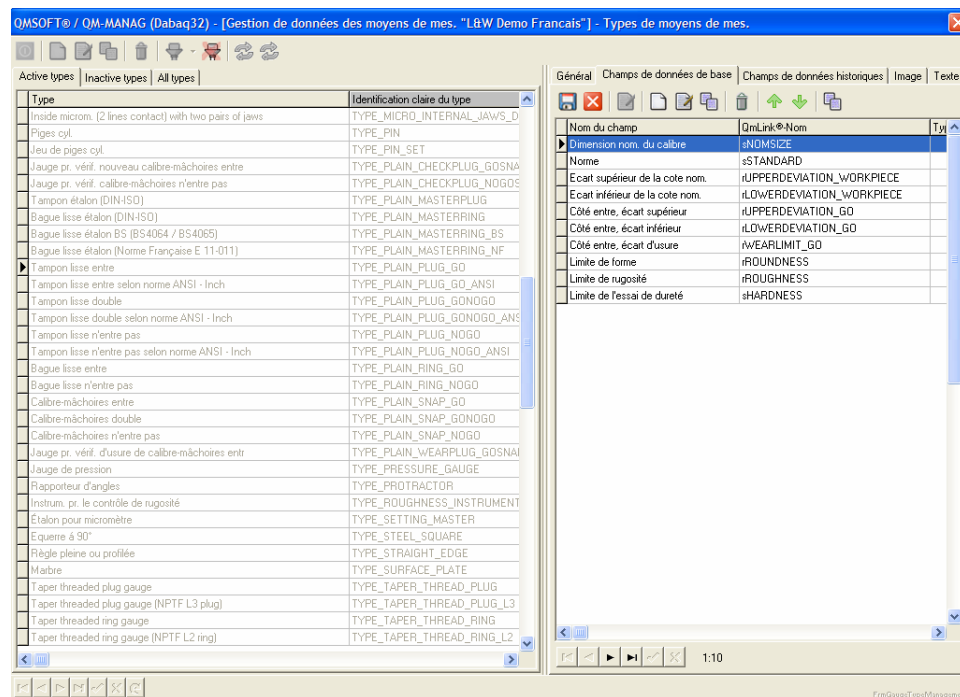 QMSOFT® / QM-MANAG (Dabaq32) - [Gestion de données des moyens de mes. "L&W Demo Francais"] - Types de moyens de mes.
Active types Inactive types All types
Type Identification claire du type
Inside microm. (2 lines contact) with two pairs of jaws TYPE_MICRO_INTERNAL_JAWS_D
Piges cyl. TYPE_PIN
Jeu de piges cyl. TYPE_PIN_SET
Jauge pr. vérif. nouveau calibre-mâchoires entre TYPE_PLAIN_CHECKPLUG_GOSNA
Jauge pr. vérif. calibre-mâchoires n'entre pas TYPE_PLAIN_CHECKPLUG_NOGOS
Tampon étalon (DIN-ISO) TYPE_PLAIN_MASTERPLUG
Bague lisse étalon (DIN-ISO) TYPE_PLAIN_MASTERRING
Bague lisse étalon BS (BS4064 / BS4065) TYPE_PLAIN_MASTERRING_BS
Bague lisse étalon (Norme Française E 11-011) TYPE_PLAIN_MASTERRING_NF
Tampon lisse entre TYPE_PLAIN_PLUG_GO
Tampon lisse entre selon norme ANSI - Inch TYPE_PLAIN_PLUG_GO_ANSI
Tampon lisse double TYPE_PLAIN_PLUG_GONOGO
Tampon lisse double selon norme ANSI - Inch TYPE_PLAIN_PLUG_GONOGO_ANS
Tampon lisse n'entre pas TYPE_PLAIN_PLUG_NOGO
Tampon lisse n'entre pas selon norme ANSI - Inch TYPE_PLAIN_PLUG_NOGO_ANSI
Bague lisse entre TYPE_PLAIN_RING_GO
Bague lisse n'entre pas TYPE_PLAIN_RING_NOGO
Calibre-mâchoires entre TYPE_PLAIN_SNAP_GO
Calibre-mâchoires double TYPE_PLAIN_SNAP_GONOGO
Calibre-mâchoires n'entre pas TYPE_PLAIN_SNAP_NOGO
Jauge pr. vérif. d'usure de calibre-mâchoires entr TYPE_PLAIN_WEARPLUG_GOSNAI
Jauge de pression TYPE_PRESSURE_GAUGE
Rapporteur d'angles TYPE_PROTRACTOR
Instrum. pr. le contrôle de rugosité TYPE_ROUGHNESS_INSTRUMENT
Étalon pour micromètre TYPE_SETTING_MASTER
Equerre á 90° TYPE_STEEL_SQUARE
Règle pleine ou profilée TYPE_STRAIGHT_EDGE
Marbre TYPE_SURFACE_PLATE
Taper threaded plug gauge TYPE_TAPER_THREAD_PLUG
Taper threaded plug gauge (NPTF L3 plug) TYPE_TAPER_THREAD_PLUG_L3
Taper threaded ring gauge TYPE_TAPER_THREAD_RING
Taper threaded ring gauge (NPTF L2 ring) TYPE_TAPER_THREAD_RING_L2
Général Champs de données de base Champs de données historiques Image Texte
Nom du champ QmLink®-Nom Ty
Dimension nom. du calibre sNOMSIZE
Norme sSTANDARD
Ecart supérieur de la cote nom. rUPPERDEVIATION_WORKPIECE
Ecart inférieur de la cote nom. rLOWERDEVIATION_WORKPIECE
Côté entre, écart supérieur rUPPERDEVIATION_GO
Côté entre, écart inférieur rLOWERDEVIATION_GO
Côté entre, écart d'usure rWEARLIMIT_GO
Limite de forme rROUNDNESS
Limite de rugosité rROUGHNESS
Limite de l'essai de dureté sHARDNESS
1:10
FrmGaugeTypeManageme